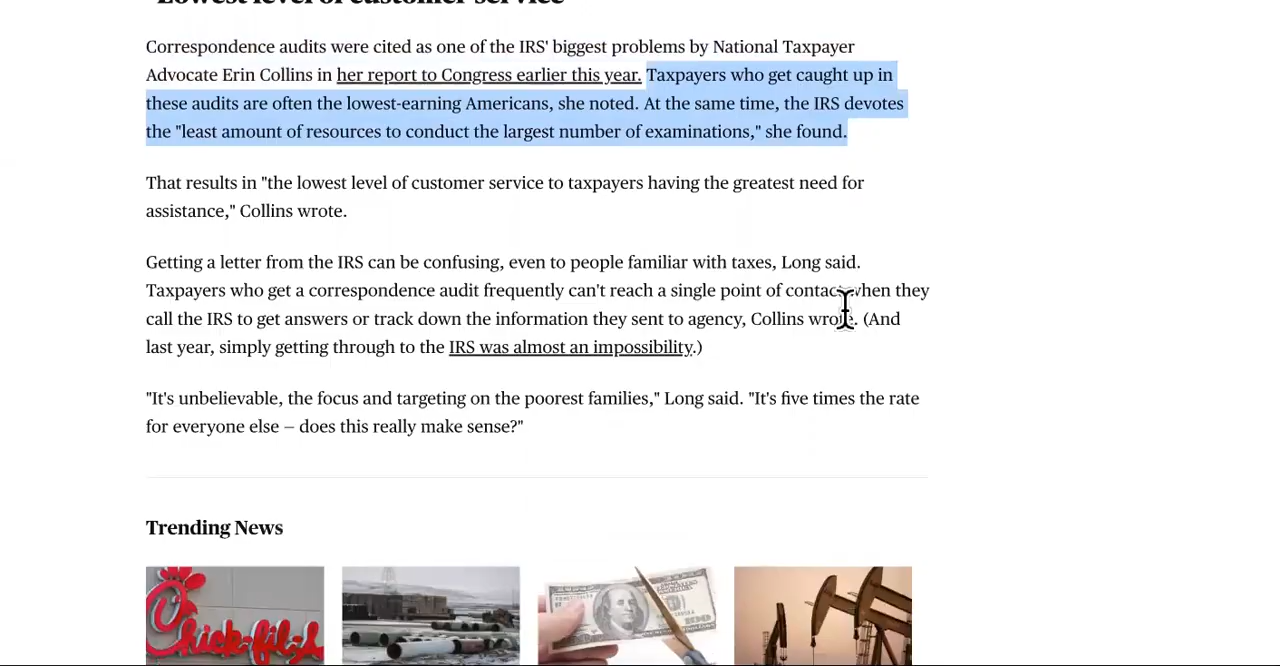 "Lowest level of customer service"
Correspondence audits were cited as one of the IRS' biggest problems by National Taxpayer
Advocate Erin Collins in her report to Congress earlier this year. Taxpayers who get caught up in
these audits are often the lowest-earning Americans, she noted. At the same time, the IRS devotes
the "least amount of resources to conduct the largest number of examinations," she found.
That results in "the lowest level of customer service to taxpayers having the greatest need for
assistance," Collins wrote.
Getting a letter from the IRS can be confusing, even to people familiar with taxes, Long said.
Taxpayers who get a correspondence audit frequently can't reach a single point of contact when they
call the IRS to get answers or track down the information they sent to agency, Collins wrote. (And
last year, simply getting through to the IRS was almost an impossibility.)
"It's unbelievable, the focus and targeting on the poorest families," Long said. "It's five times the rate
for everyone else — does this really make sense?"
Trending News
Chick-fil-A